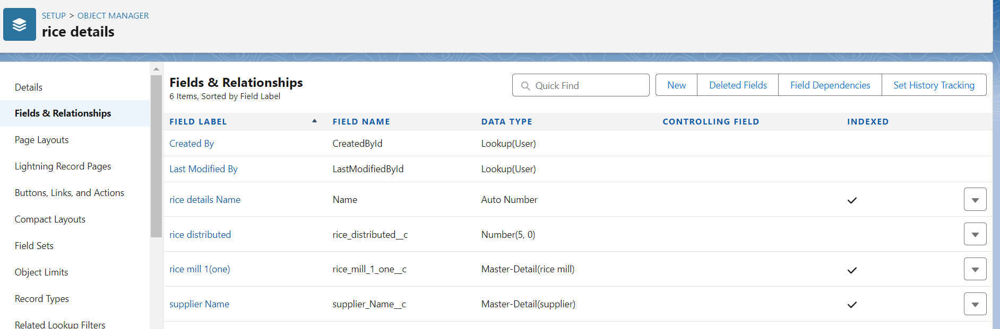 SETUP > OBJECT MANAGER
rice details
Details
Fields & Relationships
Page Layouts
Lightning Record Pages
Buttons, Links, and Actions
Compact Layouts
Field Sets
Object Limits
Record Types
Related Lookup Filters
Fields & Relationships
6 Items, Sorted by Field Label
Quick Find
New
Deleted Fields
Field Dependencies
Set History Tracking
FIELD LABEL FIELD NAME DATA TYPE CONTROLLING FIELD INDEXED
Created By CreatedById Lookup(User)
Last Modified By LastModifiedById Lookup(User)
rice details Name Name Auto Number
rice distributed rice_distributed__c Number(5, 0)
rice mill 1(one) rice_mill_1_one__c Master-Detail(rice mill)
supplier Name supplier_Name__c Master-Detail(supplier)